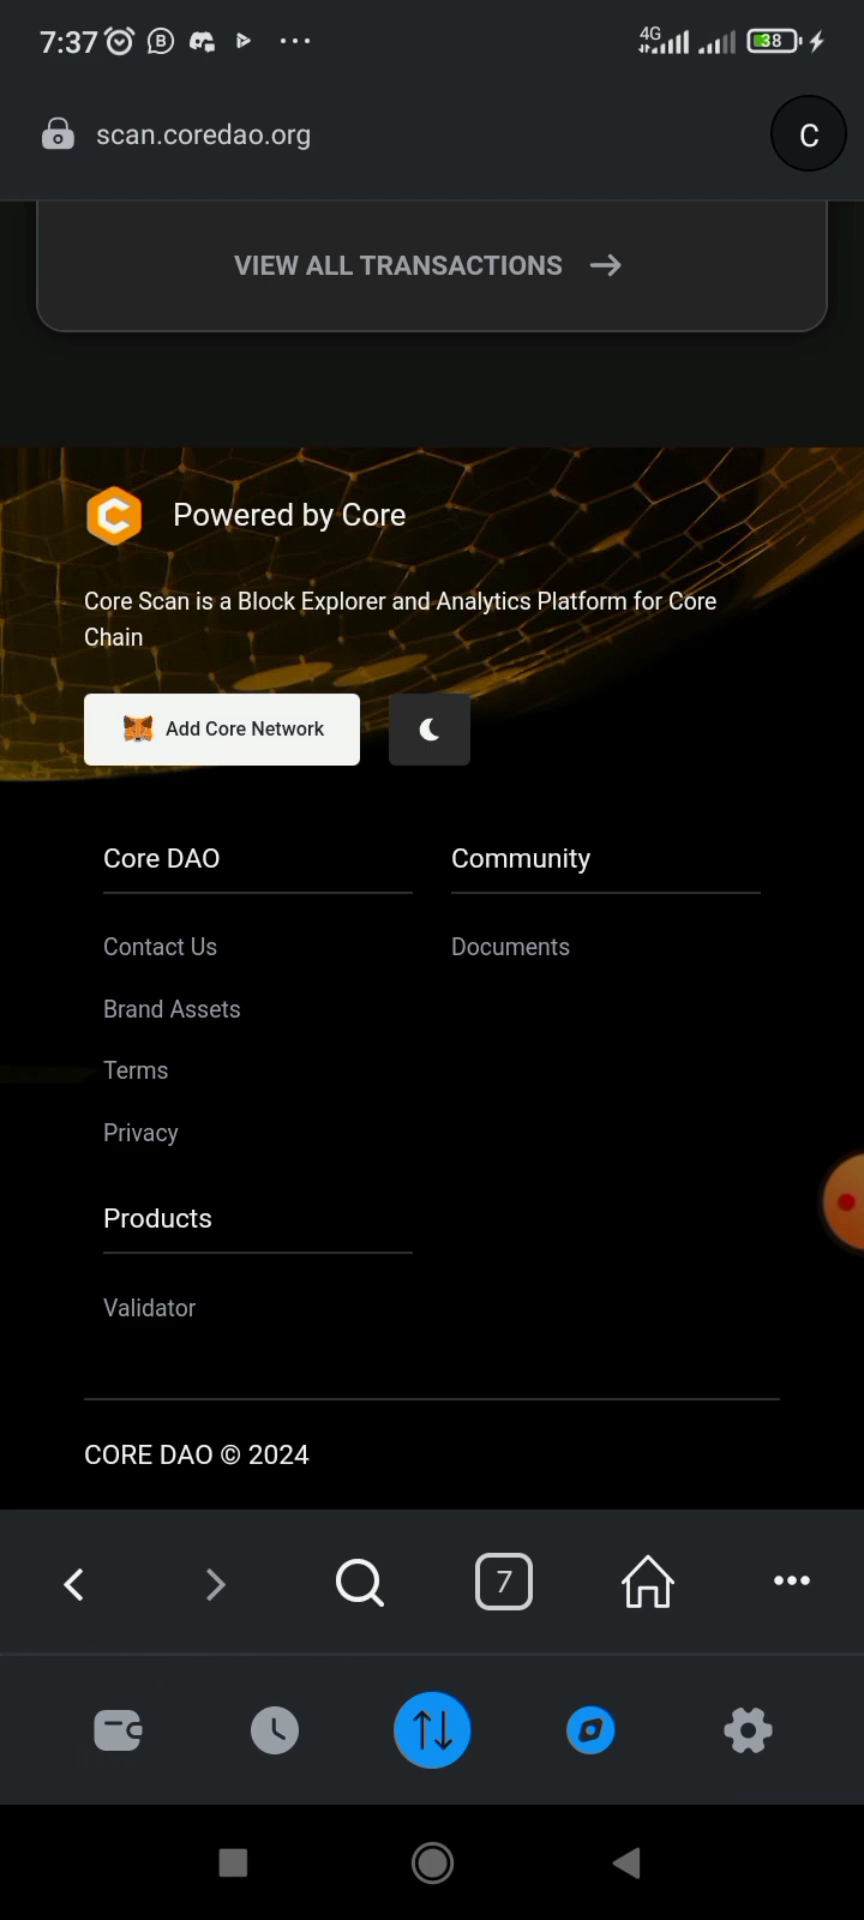 7:37
4G
38
scan.coredao.org
C
VIEW ALL TRANSACTIONS
Powered by Core
Core Scan is a Block Explorer and Analytics Platform for Core
Chain
Add Core Network
Core DAO
Community
Contact Us
Documents
Brand Assets
Terms
Privacy
Products
Validator
CORE DAO © 2024
7